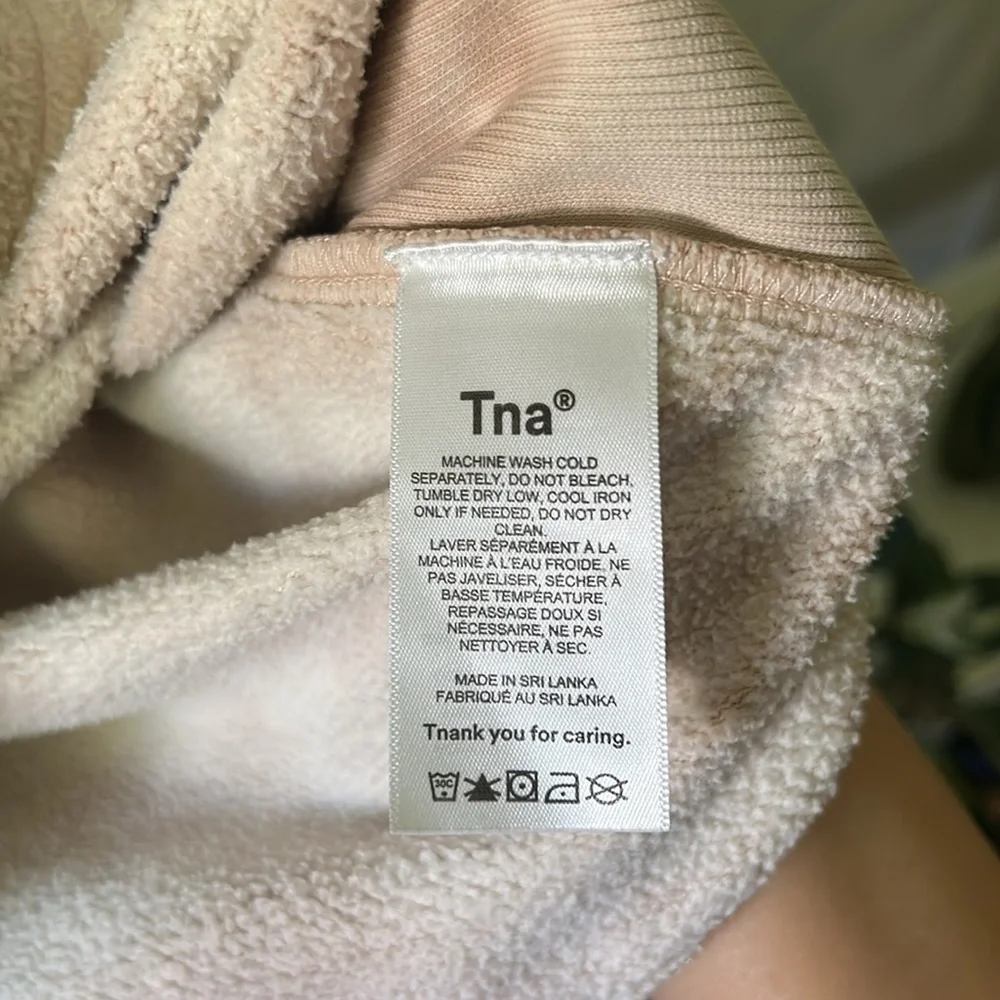 Tna®
MACHINE WASH COLD
SEPARATELY, DO NOT BLEACH,
TUMBLE DRY LOW, COOL IRON
ONLY IF NEEDED, DO NOT DRY
CLEAN.
LAVER SÉPARÉMENT À LA
MACHINE À L'EAU FROIDE, NE
PAS JAVELISER, SÉCHER À
BASSE TEMPÉRATURE,
REPASSAGE DOUX SI
NÉCESSAIRE, NE PAS
NETTOYER À SEC.
MADE IN SRI LANKA
FABRIQUÉ AU SRI LANKA
Tnank you for caring.
30C